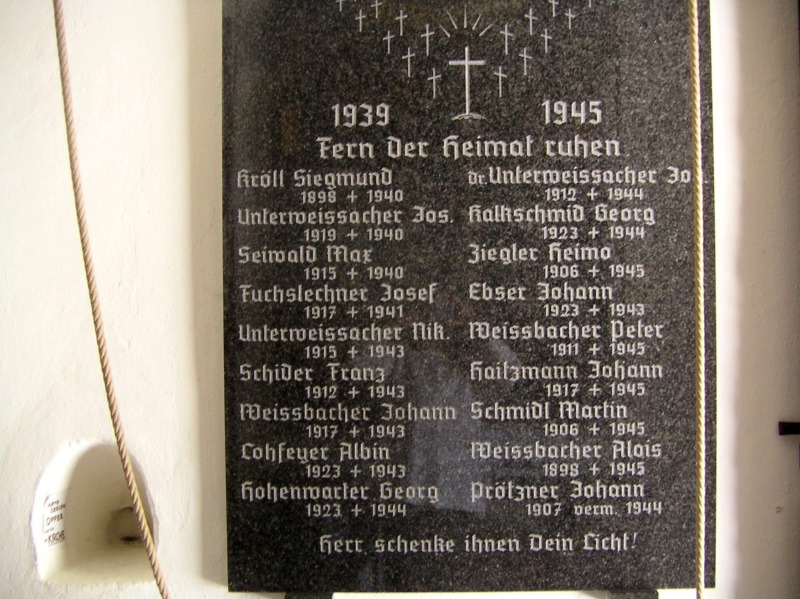 1939 1945
Fern der Heimat ruhen
Kröll Siegmund
1898 + 1940
Unterweissacher Jos.
1919 + 1940
Seiwald Max
1915 + 1940
Fuchslechner Josef
1917 + 1941
Unterweissacher Nik.
1915 + 1943
Schider Franz
1912 + 1943
Weissbacher Johann
1917 + 1943
Lohfeyer Albin
1923 + 1943
Hohenwarter Georg
1923 + 1944
Dr. Unterweissacher Joh.
1912 + 1944
Kalkschmid Georg
1923 + 1944
Ziegler Heimo
1906 + 1945
Ebser Johann
1923 + 1943
Weissbacher Peter
1911 + 1945
Haitzmann Johann
1917 + 1945
Schmidl Martin
1906 + 1945
Weissbacher Alois
1898 + 1945
Prötzner Johann
1907 verm. 1944
Herr, schenke ihnen Dein Licht!
OPFER
KIRCHE